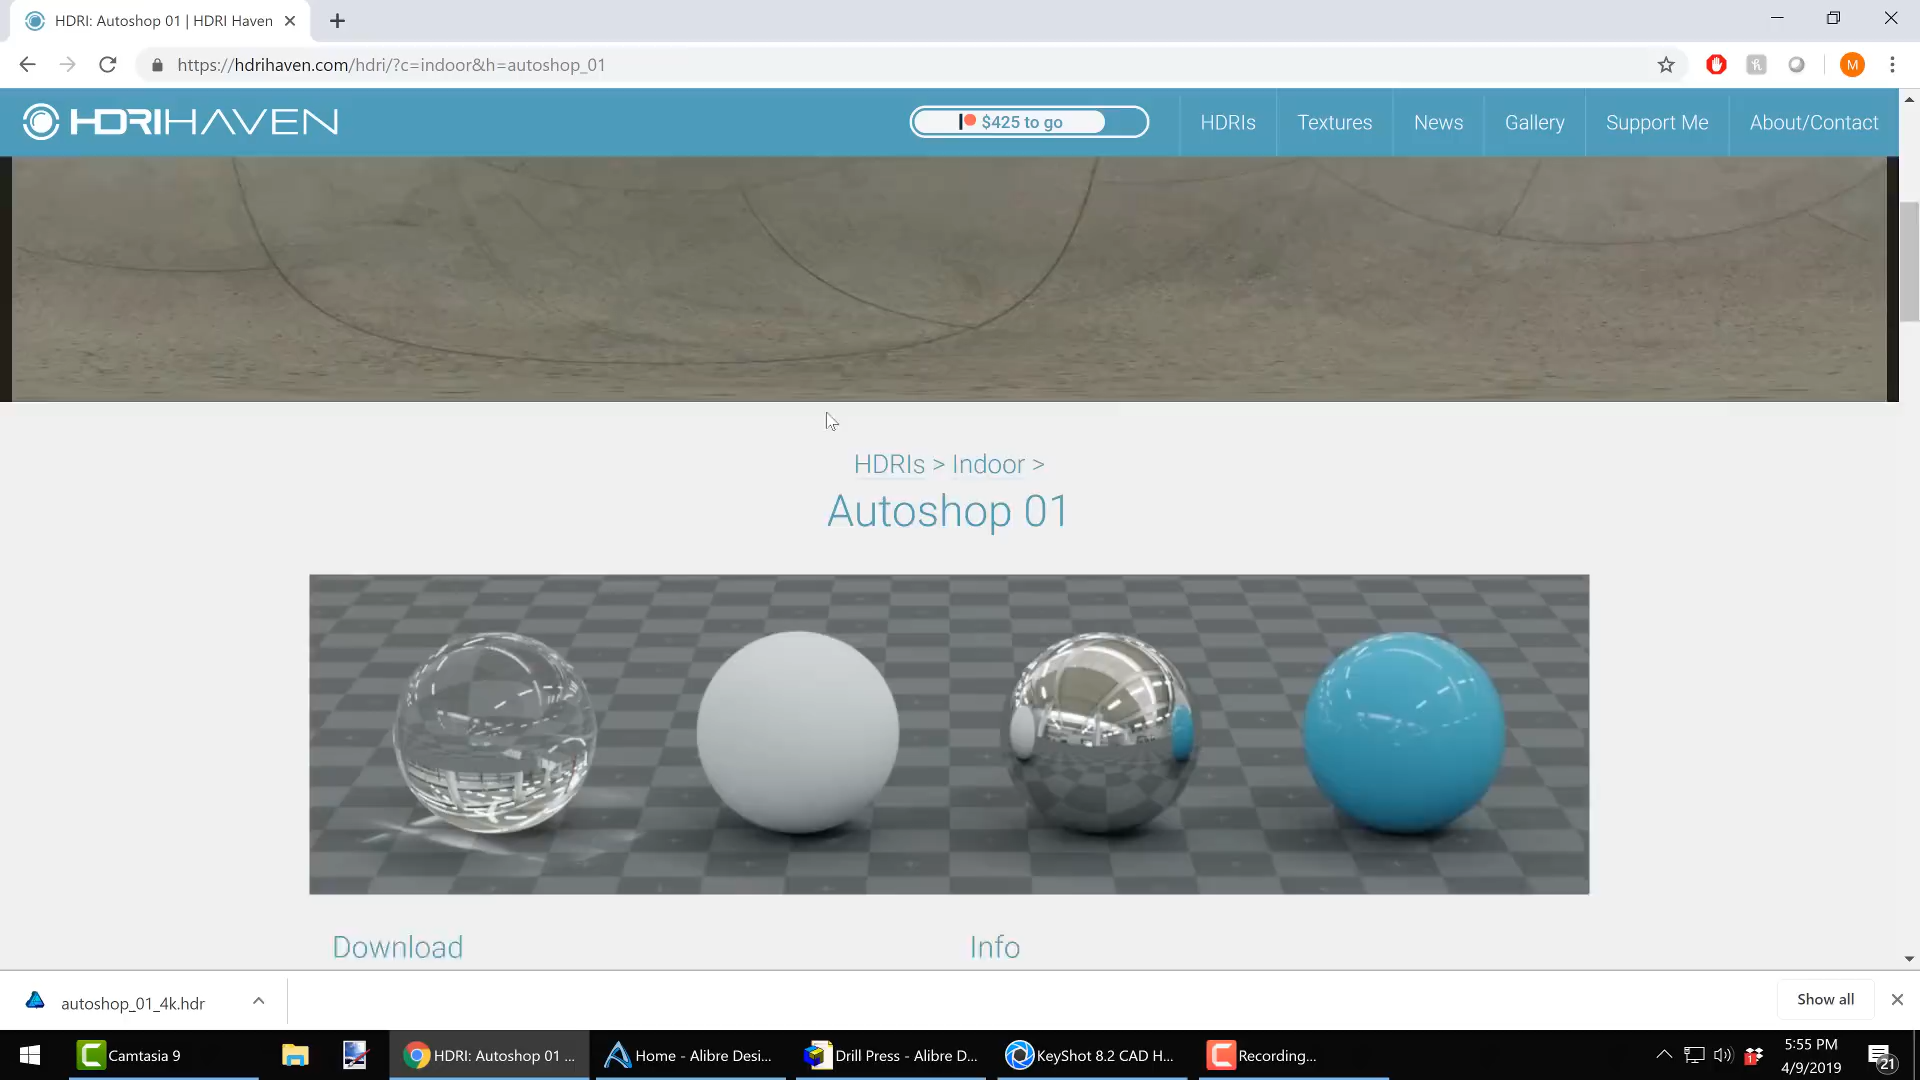 HDRI: Autoshop 01 | HDRI Haven
https://hdrihaven.com/hdri/?c=indoor&h=autoshop_01
M
HDRIHAVEN
$425 to go
HDRIs
Textures
News
Gallery
Support Me
About/Contact
HDRIs > Indoor >
Autoshop 01
Download
Info
autoshop_01_4k.hdr
Show all
Camtasia 9
HDRI: Autoshop 01 ...
Home - Alibre Desi...
Drill Press - Alibre D...
KeyShot 8.2 CAD H...
Recording...
5:55 PM
4/9/2019
21